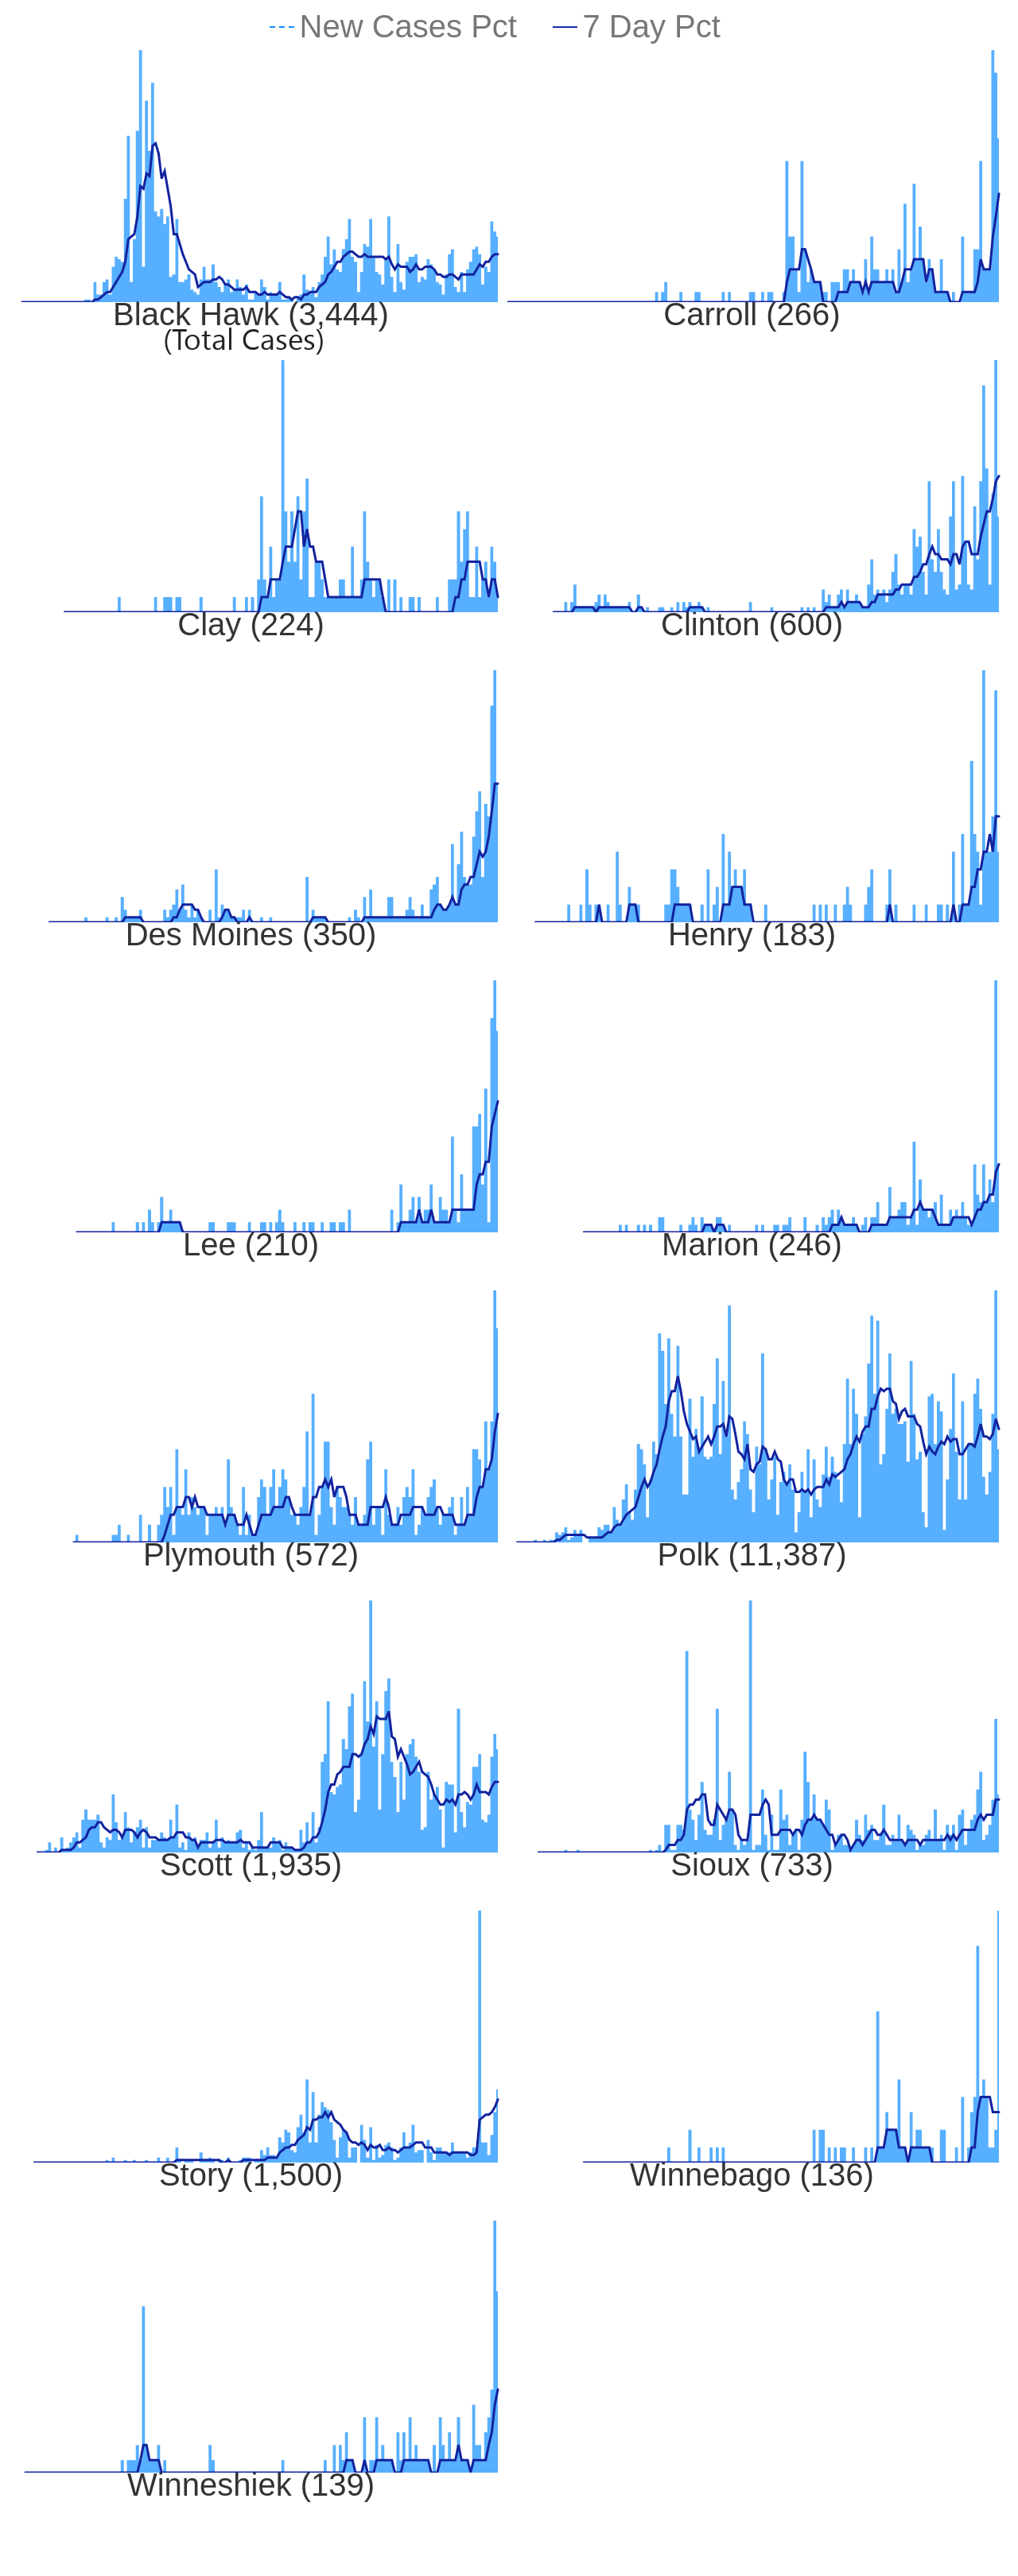 New Cases Pct 7 Day Pct
Black Hawk (3,444) Carroll (266)
(Total Cases)
Clay (224) Clinton (600)
Des Moines (350) Henry (183)
Lee (210) Marion (246)
Plymouth (572) Polk (11,387)
Scott (1,935) Sioux (733)
Story (1,500) Winnebago (136)
Winneshiek (139)